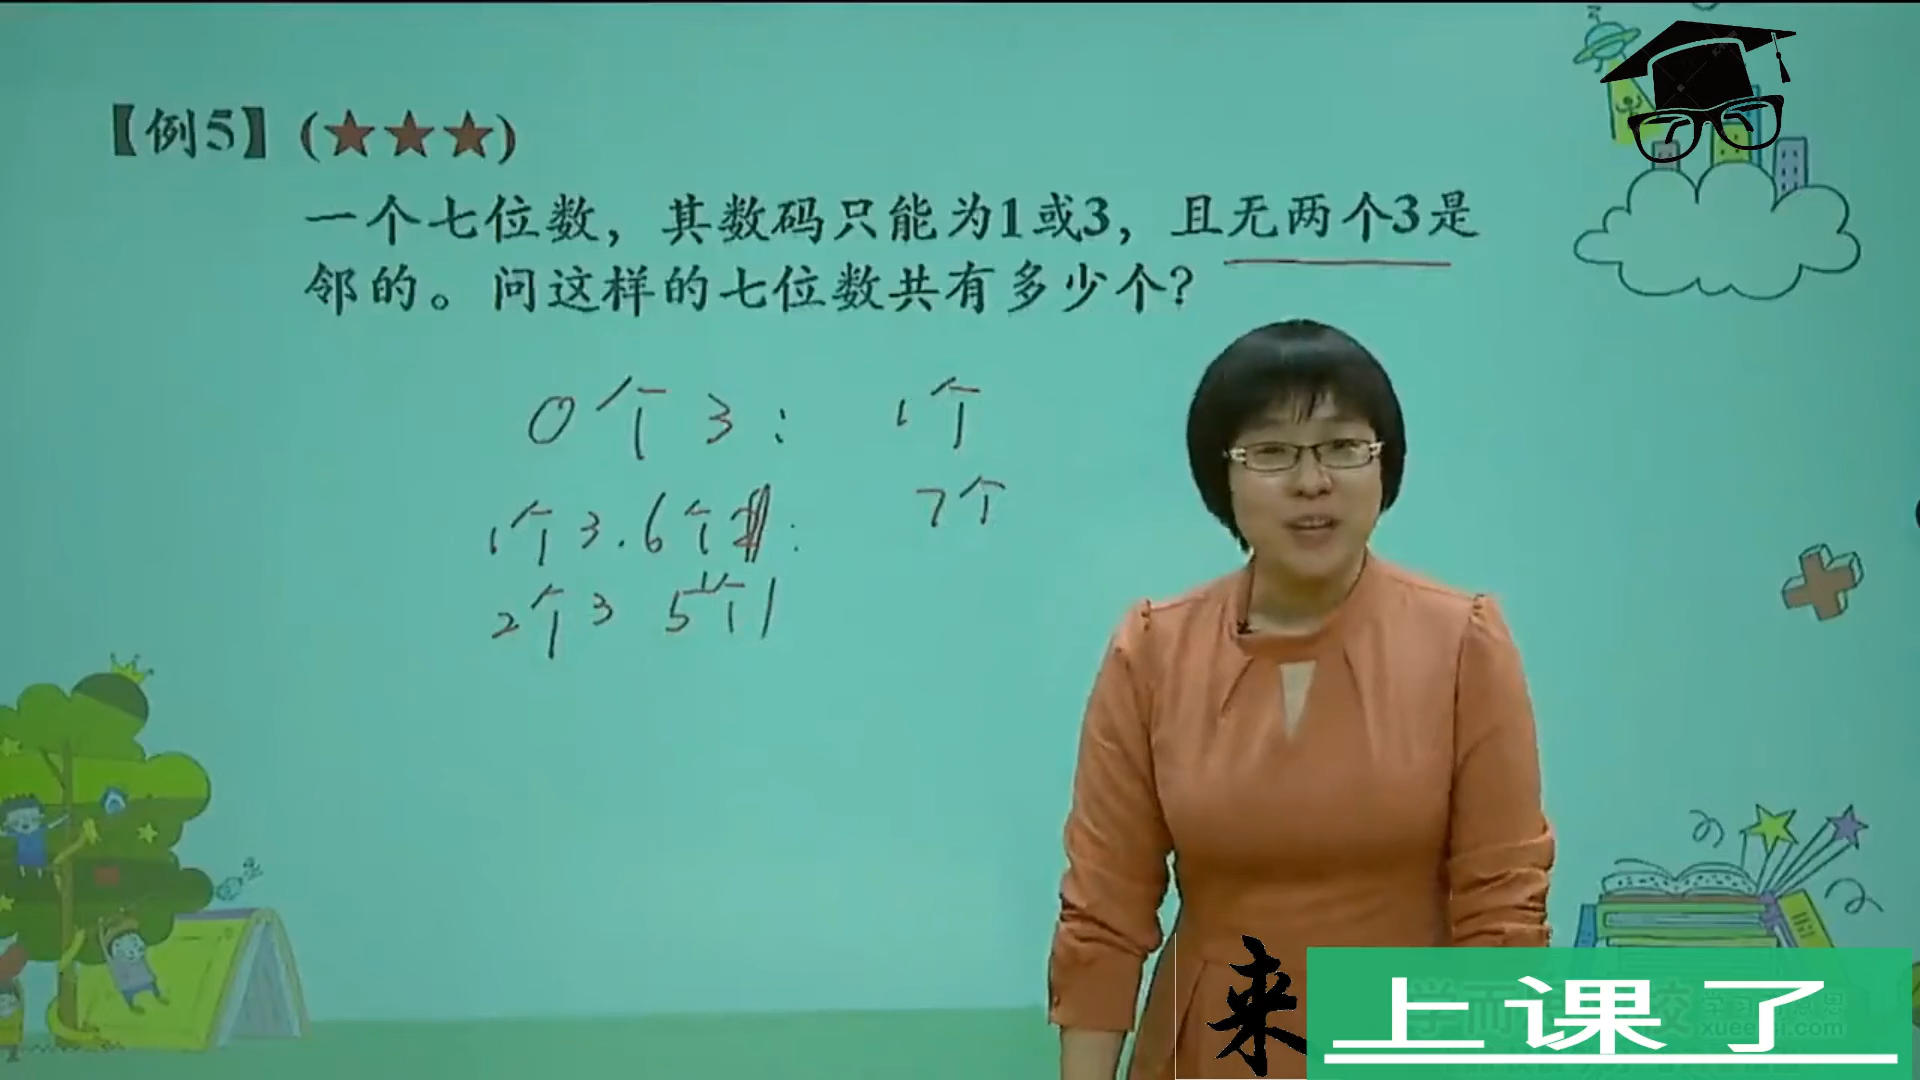 【例5】(★★★)
一个七位数，其数码只能为1或3，且无两个3是
邻的。问这样的七位数共有多少个？
0个3： 1个
1个3.6个1： 7个
2个3 5个1
来 上课了